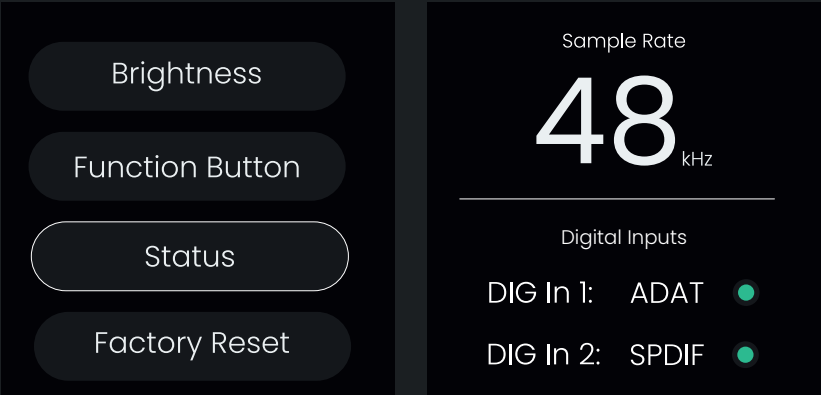 Brightness
Function Button
Status
Factory Reset
Sample Rate
48 kHz
Digital Inputs
DIG In 1: ADAT
DIG In 2: SPDIF